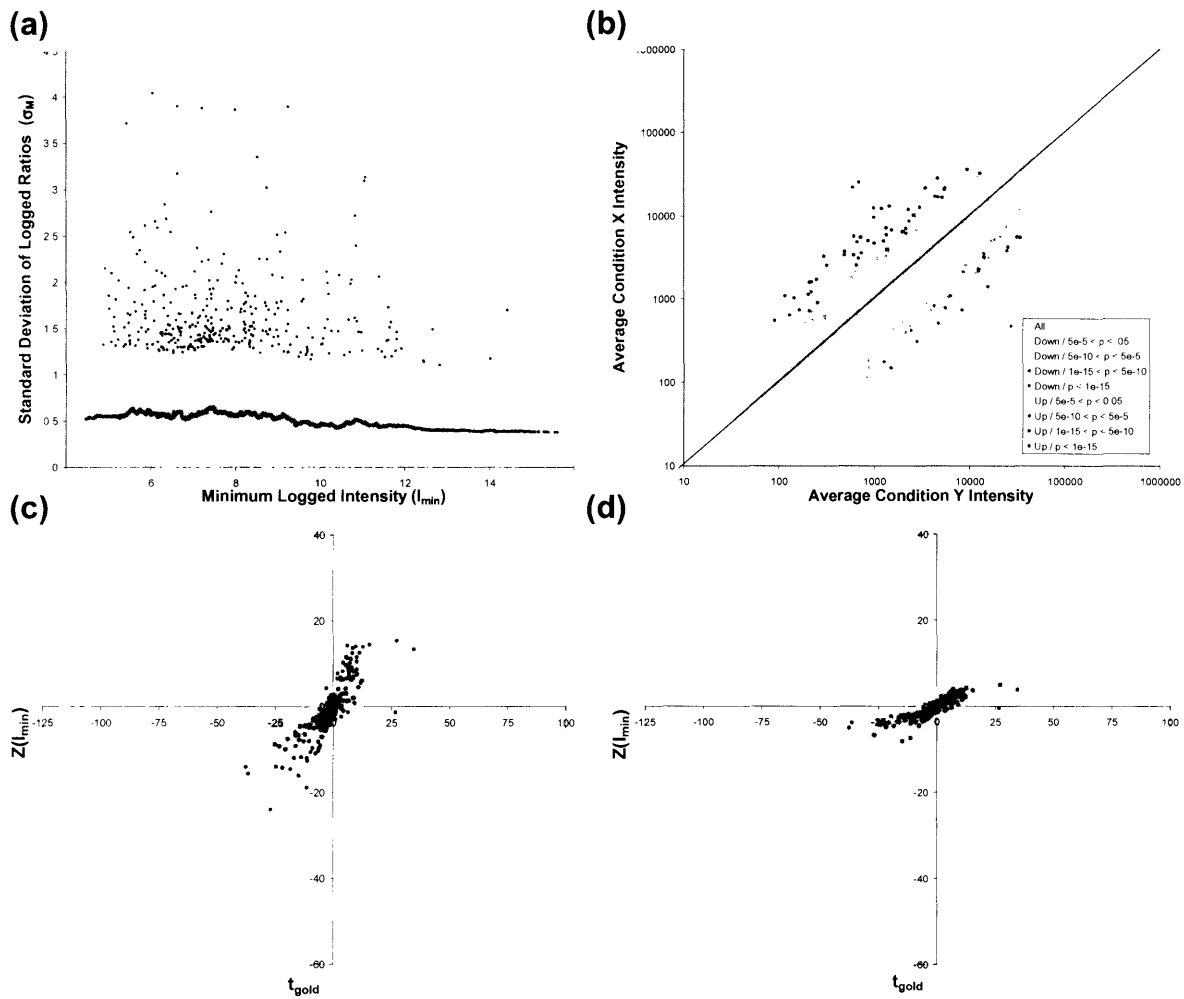 (a)
4
3 5
3
2 5
2
1 5
1
0 5
0
Standard Deviation of Logged Ratios (σM)
6
8
10
12
14
Minimum Logged Intensity (Imin)
(b)
100000
10000
1000
100
10
Average Condition X Intensity
10
100
1000
10000
100000
1000000
Average Condition Y Intensity
All
Down / 5e-5 < p < 05
Down / 5e-10 < p < 5e-5
Down / 1e-15 < p < 5e-10
Down / p < 1e-15
Up / 5e-5 < p < 0 05
Up / 5e-10 < p < 5e-5
Up / 1e-15 < p < 5e-10
Up / p < 1e-15
(c)
40
20
-20
-40
-60
-125
-100
-75
-50
-25
0
25
50
75
100
Z(Imin)
tgold
(d)
40
20
-20
-40
-60
-125
-100
-75
-50
-25
0
25
50
75
100
Z(Imin)
tgold